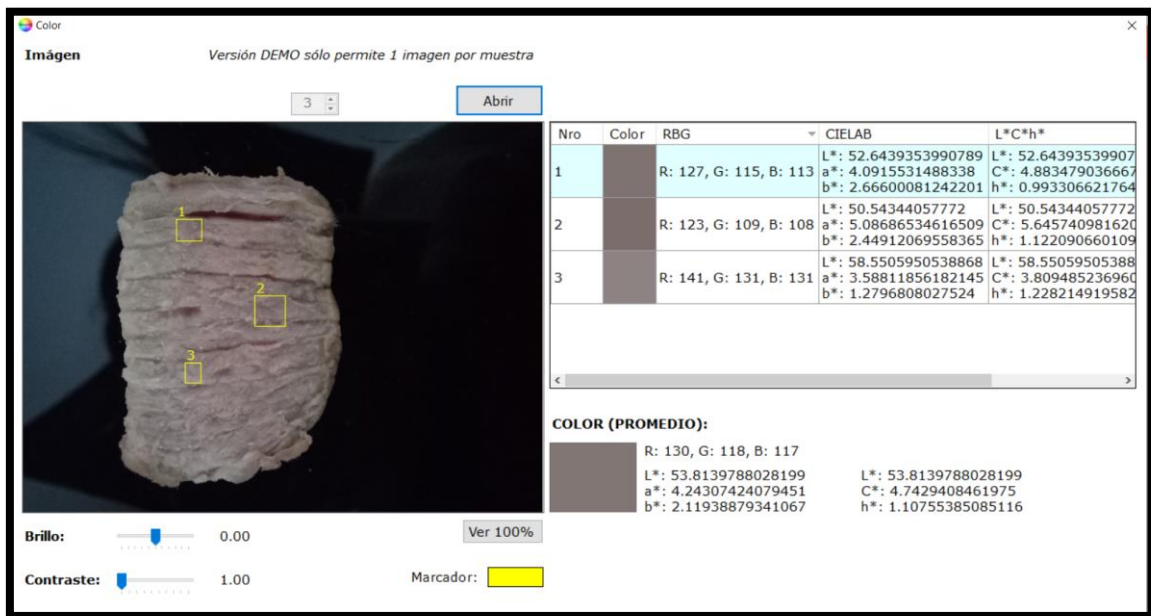 Color
Imágen Versión DEMO sólo permite 1 imagen por muestra
3 Abrir
Nro Color RBG CIELAB L*C*h*
L*: 52.6439353990789 L*: 52.64393539907
1 R: 127, G: 115, B: 113 a*: 4.0915531488338 C*: 4.883479036667
b*: 2.66600081242201 h*: 0.993306621764
L*: 50.54344057772 L*: 50.54344057772
2 R: 123, G: 109, B: 108 a*: 5.08686534616509 C*: 5.645740981620
b*: 2.44912069558365 h*: 1.122090660109
L*: 58.5505950538868 L*: 58.55059505388
3 R: 141, G: 131, B: 131 a*: 3.58811856182145 C*: 3.809485236960
b*: 1.2796808027524 h*: 1.228214919582
1
2
3
COLOR (PROMEDIO):
R: 130, G: 118, B: 117
L*: 53.8139788028199 L*: 53.8139788028199
a*: 4.24307424079451 C*: 4.7429408461975
b*: 2.11938879341067 h*: 1.10755385085116
Brillo: 0.00 Ver 100%
Contraste: 1.00 Marcador: